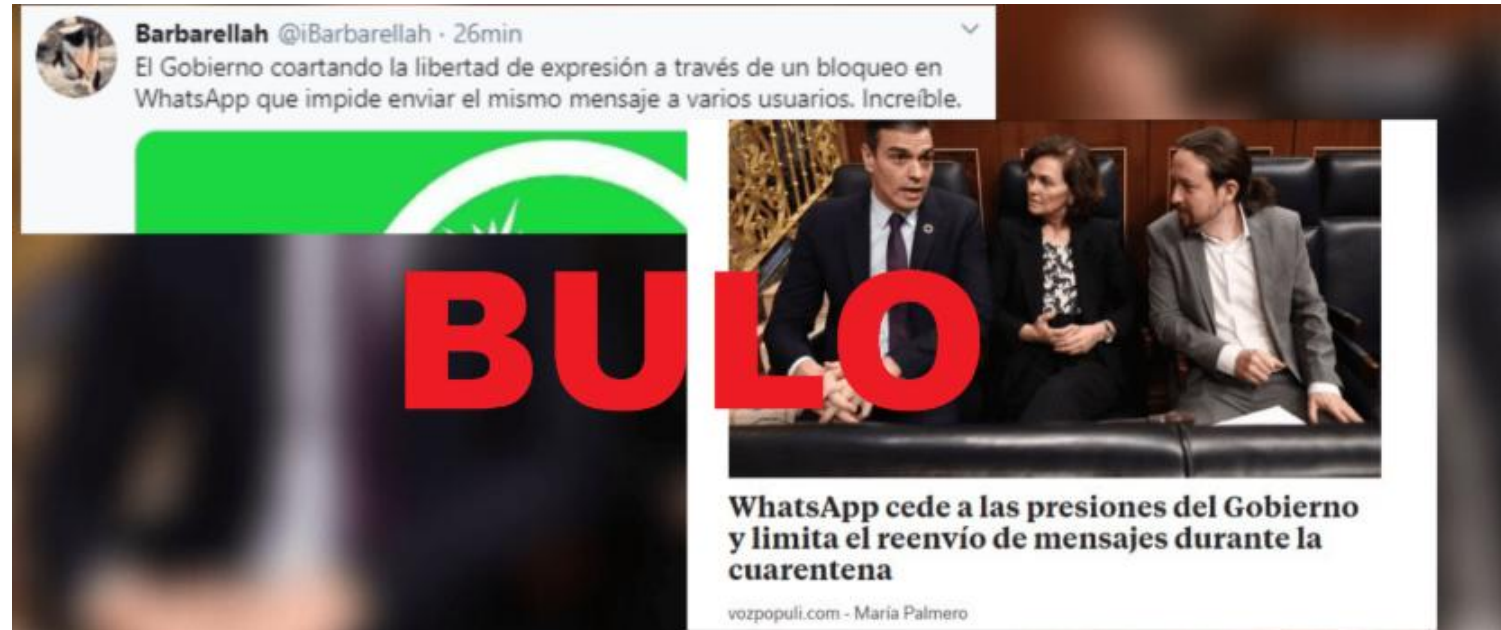 Barbarellah @iBarbarellah · 26min
El Gobierno coartando la libertad de expresión a través de un bloqueo en
WhatsApp que impide enviar el mismo mensaje a varios usuarios. Increíble.
BULO
WhatsApp cede a las presiones del Gobierno
y limita el reenvío de mensajes durante la
cuarentena
vozpopuli.com - María Palmero